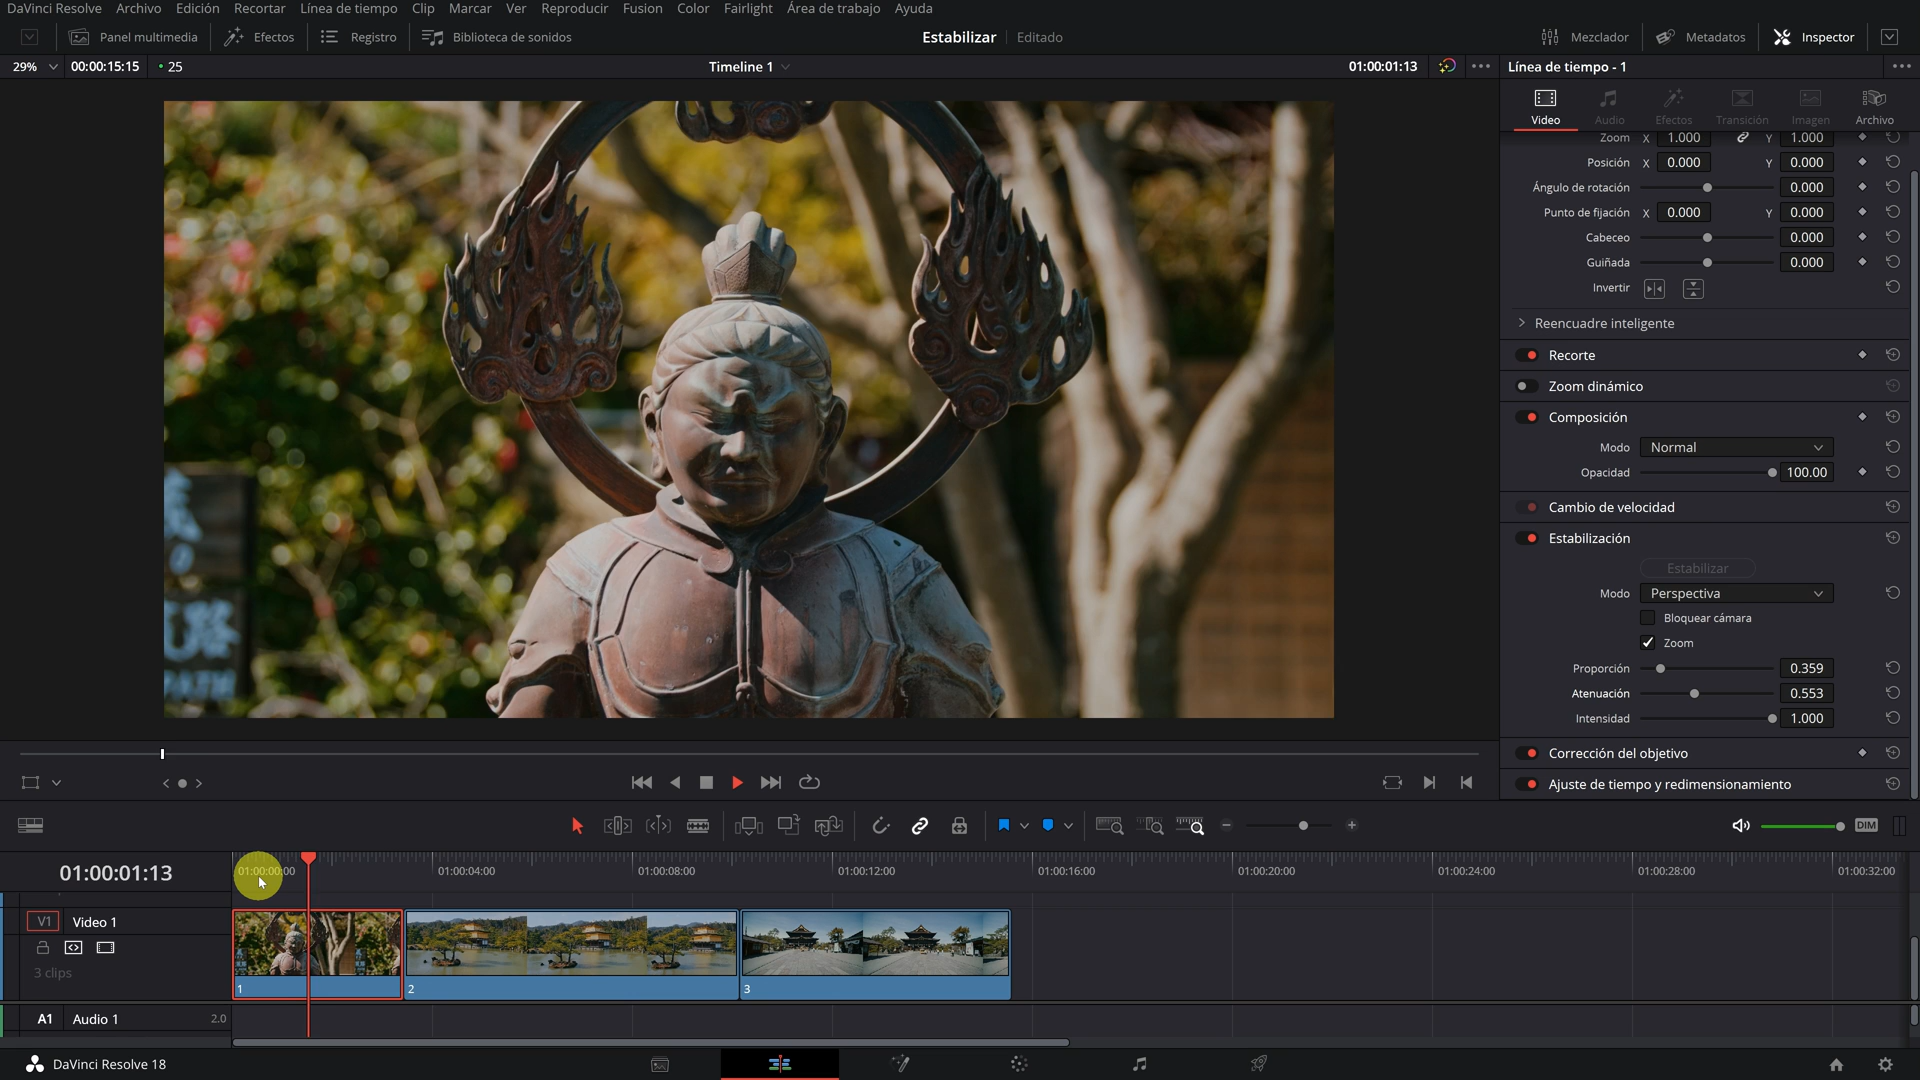 DaVinci Resolve Archivo Edición Recortar Línea de tiempo Clip Marcar Ver Reproducir Fusion Color Fairlight Área de trabajo Ayuda
Panel multimedia Efectos Registro Biblioteca de sonidos Estabilizar Editado Mezclador Metadatos Inspector
29% 00:00:15:15 25 Timeline 1 01:00:01:13 Línea de tiempo - 1
Video Audio Efectos Transición Imagen Archivo
Zoom X 1.000 Y 1.000
Posición X 0.000 Y 0.000
Ángulo de rotación 0.000
Punto de fijación X 0.000 Y 0.000
Cabeceo 0.000
Guiñada 0.000
Invertir
Reencuadre inteligente
Recorte
Zoom dinámico
Composición
Modo Normal
Opacidad 100.00
Cambio de velocidad
Estabilización
Estabilizar
Modo Perspectiva
Bloquear cámara
Zoom
Proporción 0.359
Atenuación 0.553
Intensidad 1.000
Corrección del objetivo
Ajuste de tiempo y redimensionamiento
DIM
01:00:01:13 01:00:00:00 01:00:04:00 01:00:08:00 01:00:12:00 01:00:16:00 01:00:20:00 01:00:24:00 01:00:28:00 01:00:32:00
V1 Video 1
3 clips
1 2 3
A1 Audio 1 2.0
DaVinci Resolve 18